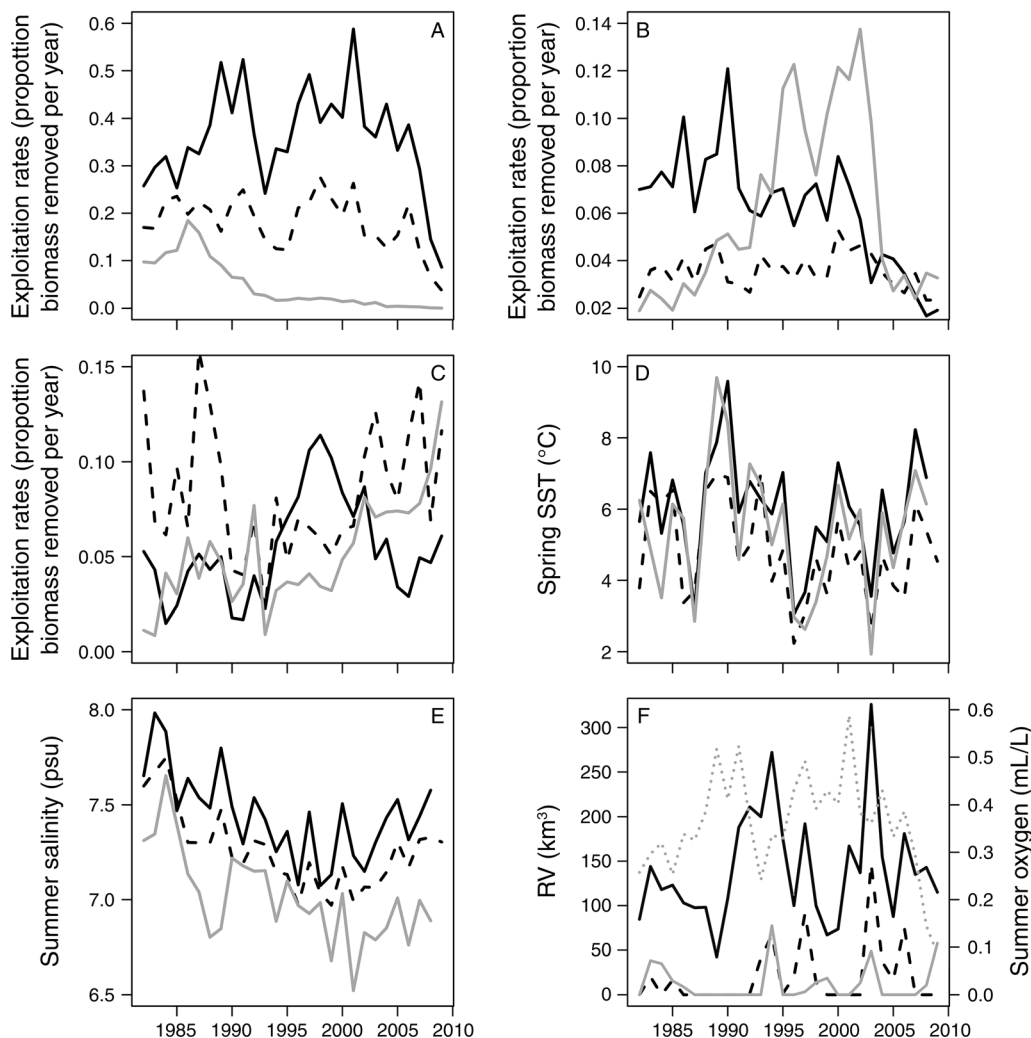 A
Exploitation rates (propottion
biomass removed per year)
0.6
0.5
0.4
0.3
0.2
0.1
0.0
B
Exploitation rates (proportion
biomass removed per year)
0.14
0.12
0.10
0.08
0.06
0.04
0.02
C
Exploitation rates (propottion
biomass removed per year)
0.15
0.10
0.05
0.00
D
Spring SST (°C)
10
8
6
4
2
E
Summer salinity (psu)
8.0
7.5
7.0
6.5
1985 1990 1995 2000 2005 2010
F
RV (km³)
300
250
200
150
100
50
0
0.6
0.5
0.4
0.3
0.2
0.1
0.0
Summer oxygen (mL/L)
1985 1990 1995 2000 2005 2010